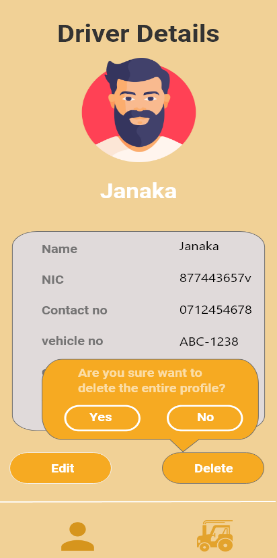 Driver Details
Janaka
Name Janaka
NIC 877443657v
Contact no 0712454678
vehicle no ABC-1238
Are you sure want to
delete the entire profile?
Yes No
Edit Delete